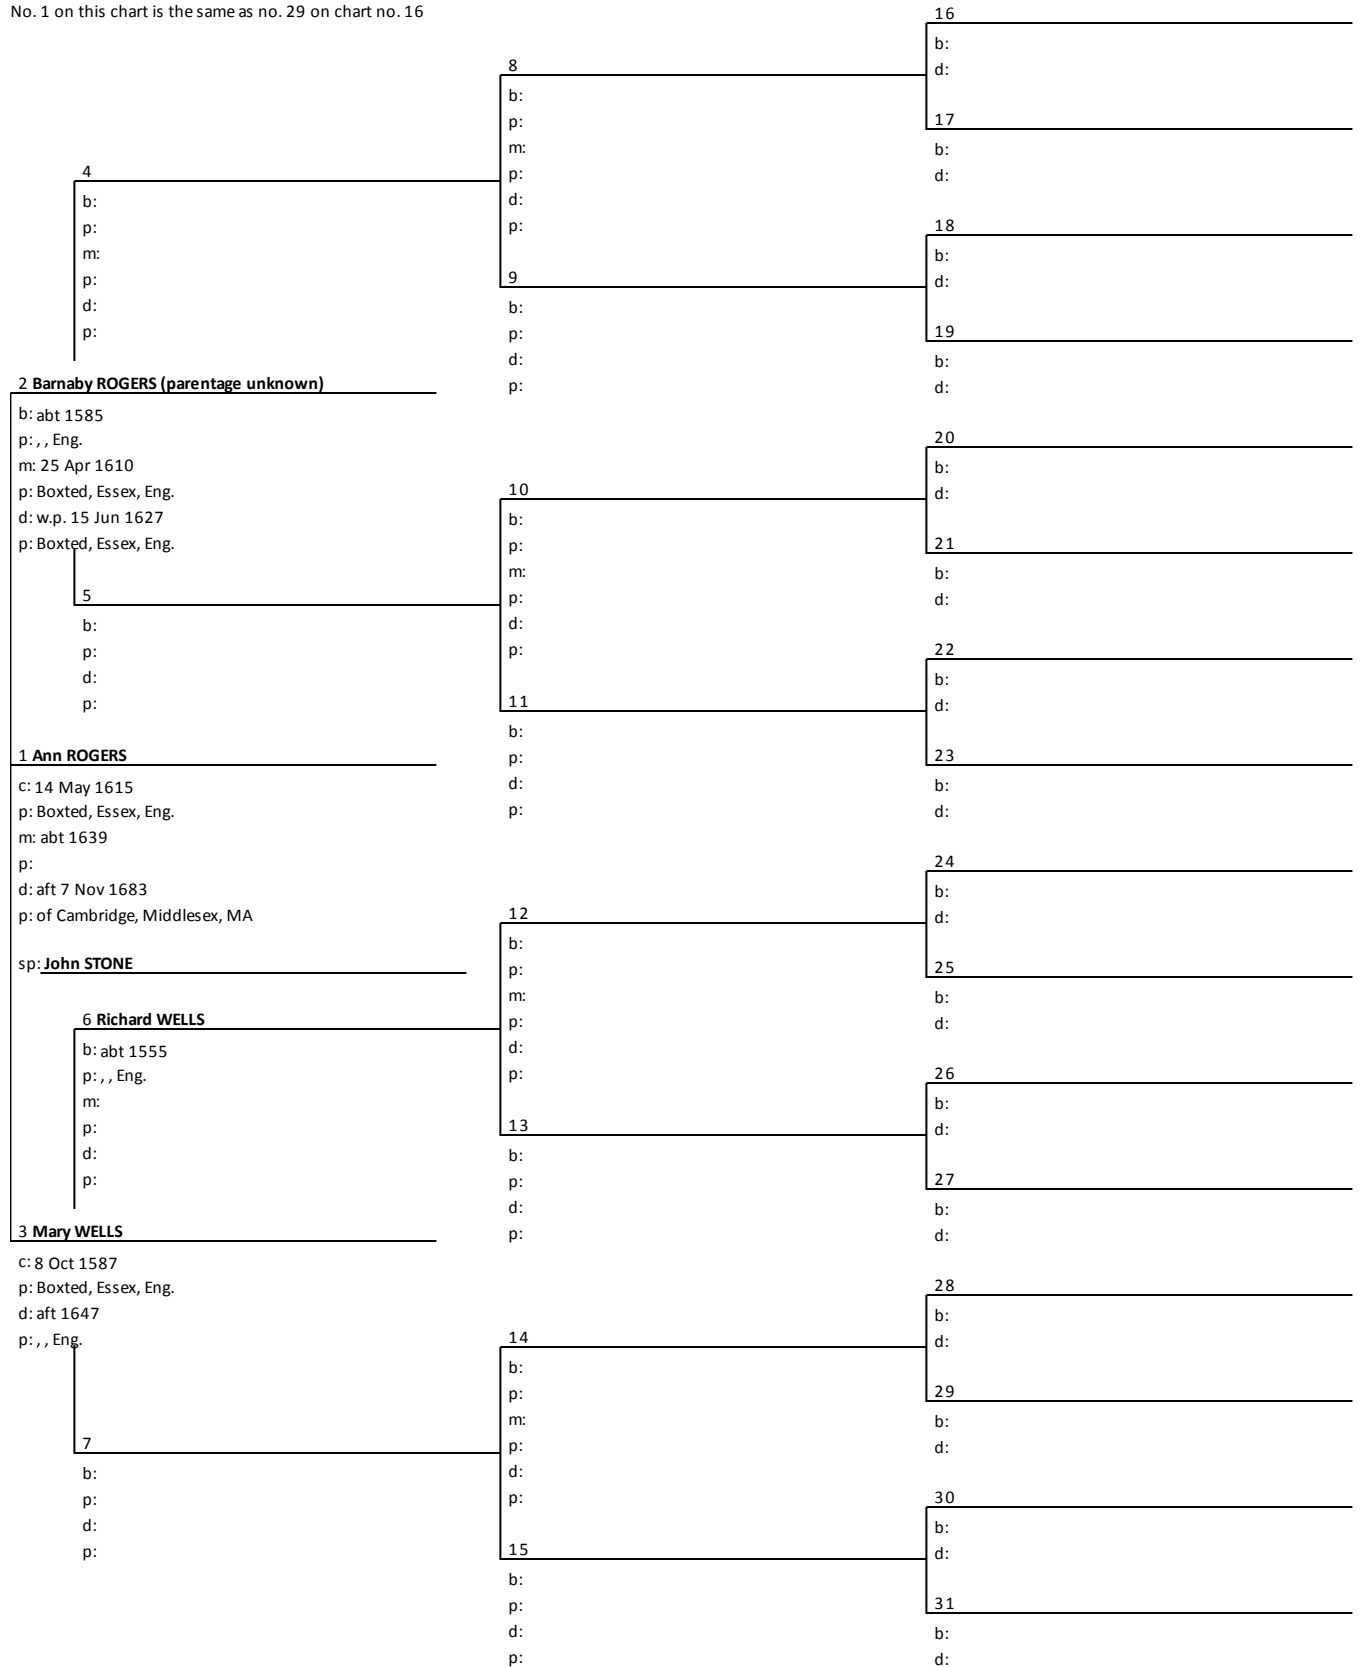 No. 1 on this chart is the same as no. 29 on chart no. 16
16
b:
d:
8
b:
p:
m:
p:
d:
p:
17
b:
d:
4
b:
p:
m:
p:
d:
p:
18
b:
d:
9
b:
p:
d:
p:
19
b:
d:
2 Barnaby ROGERS (parentage unknown)
b: abt 1585
p: , , Eng.
m: 25 Apr 1610
p: Boxted, Essex, Eng.
d: w.p. 15 Jun 1627
p: Boxted, Essex, Eng.
20
b:
d:
10
b:
p:
m:
p:
d:
p:
21
b:
d:
5
b:
p:
d:
p:
22
b:
d:
11
b:
p:
d:
p:
23
b:
d:
1 Ann ROGERS
c: 14 May 1615
p: Boxted, Essex, Eng.
m: abt 1639
p:
d: aft 7 Nov 1683
p: of Cambridge, Middlesex, MA
sp: John STONE
24
b:
d:
12
b:
p:
m:
p:
d:
p:
25
b:
d:
6 Richard WELLS
b: abt 1555
p: , , Eng.
m:
p:
d:
p:
26
b:
d:
13
b:
p:
d:
p:
27
b:
d:
3 Mary WELLS
c: 8 Oct 1587
p: Boxted, Essex, Eng.
d: aft 1647
p: , , Eng.
28
b:
d:
14
b:
p:
m:
p:
d:
p:
29
b:
d:
7
b:
p:
d:
p:
30
b:
d:
15
b:
p:
d:
p:
31
b:
d: